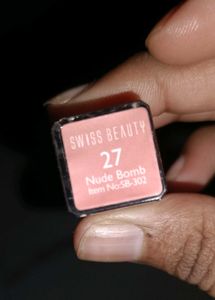 SWISS BEAUTY
27
Nude Bomb
Item No:SB-302